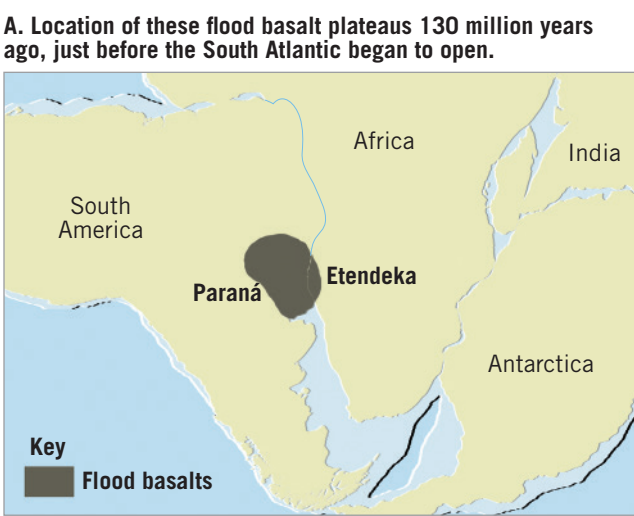 A. Location of these flood basalt plateaus 130 million years
ago, just before the South Atlantic began to open.
Africa
India
South
America
Etendeka
Paraná
Antarctica
Key
Flood basalts